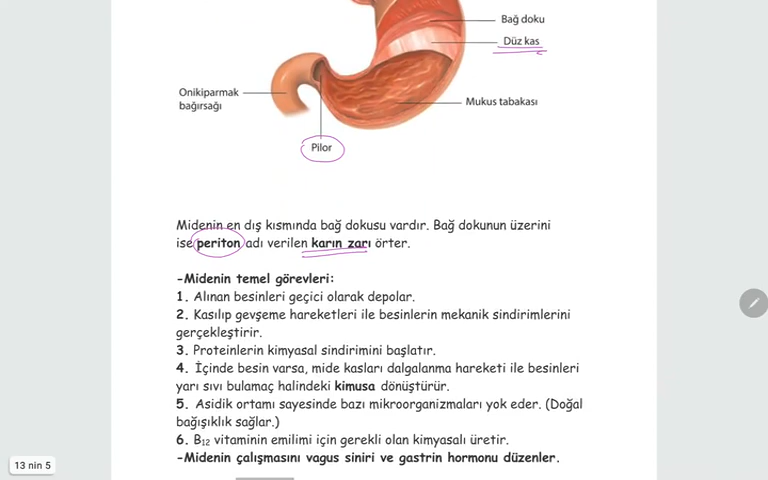 Bağ doku
Düz kas
Onikiparmak
bağırsağı
Mukus tabakası
Pilor
Midenin en dış kısmında bağ dokusu vardır. Bağ dokunun üzerini
ise periton adı verilen karın zarı örter.
-Midenin temel görevleri:
1. Alınan besinleri geçici olarak depolar.
2. Kasılıp gevşeme hareketleri ile besinlerin mekanik sindirimlerini
gerçekleştirir.
3. Proteinlerin kimyasal sindirimini başlatır.
4. İçinde besin varsa, mide kasları dalgalanma hareketi ile besinleri
yarı sıvı bulamaç halindeki kimusa dönüştürür.
5. Asidik ortamı sayesinde bazı mikroorganizmaları yok eder. (Doğal
bağışıklık sağlar.)
6. B₁₂ vitaminin emilimi için gerekli olan kimyasalı üretir.
-Midenin çalışmasını vagus siniri ve gastrin hormonu düzenler.
13 nin 5